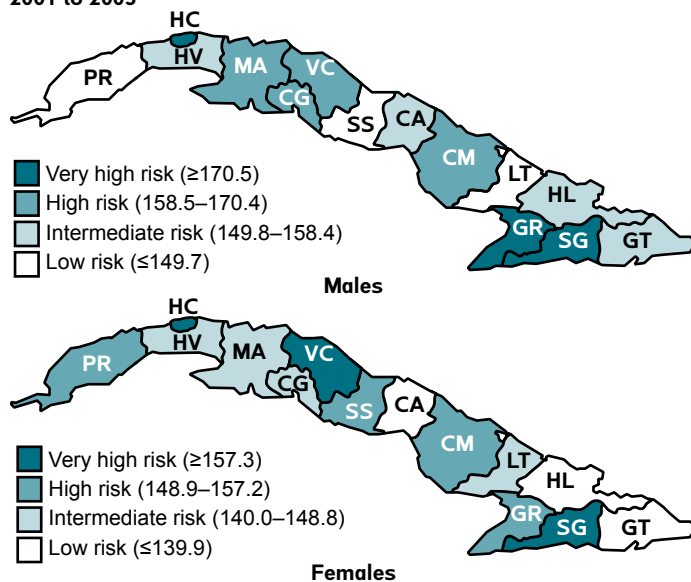 2001 to 2003
HC
HV
PR
MA
VC
CG
SS
CA
CM
LT
HL
GR
SG
GT
Very high risk (≥170.5)
High risk (158.5–170.4)
Intermediate risk (149.8–158.4)
Low risk (≤149.7)
Males
HC
HV
PR
MA
VC
CG
SS
CA
CM
LT
HL
GR
SG
GT
Very high risk (≥157.3)
High risk (148.9–157.2)
Intermediate risk (140.0–148.8)
Low risk (≤139.9)
Females